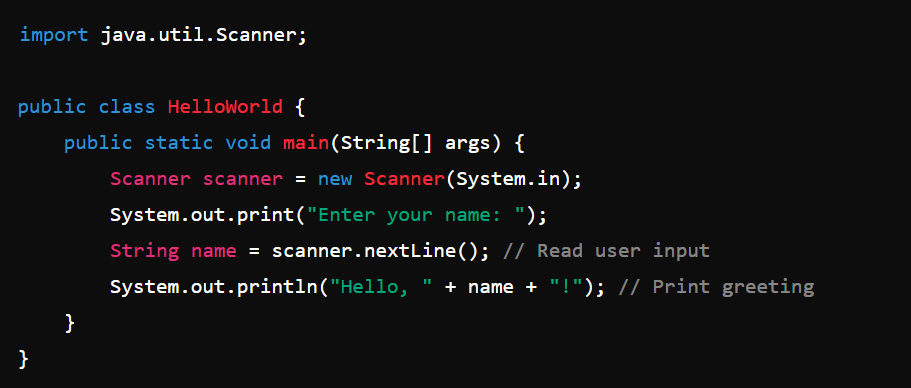 import java.util.Scanner;
public class HelloWorld {
public static void main(String[] args) {
Scanner scanner = new Scanner(System.in);
System.out.print("Enter your name: ");
String name = scanner.nextLine(); // Read user input
System.out.println("Hello, " + name + "!"); // Print greeting
}
}